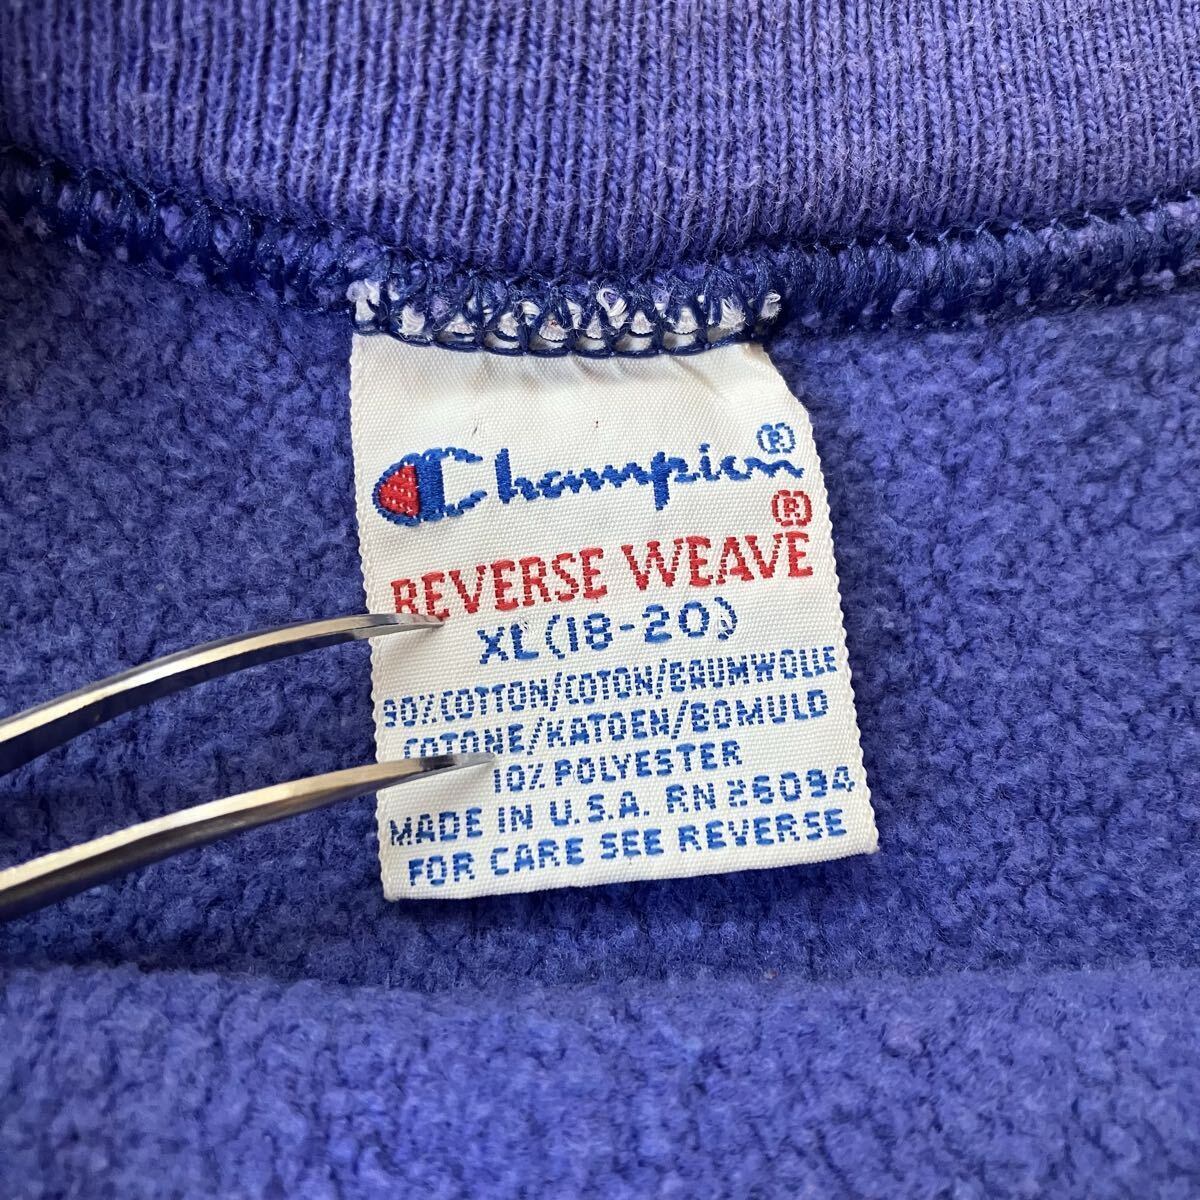 Champion®
REVERSE WEAVE®
XL(18-20)
90% COTTON/COTON/BAUMWOLLE
COTONE/KATOEN/BOMULD
10% POLYESTER
MADE IN U.S.A. RN 26094
FOR CARE SEE REVERSE